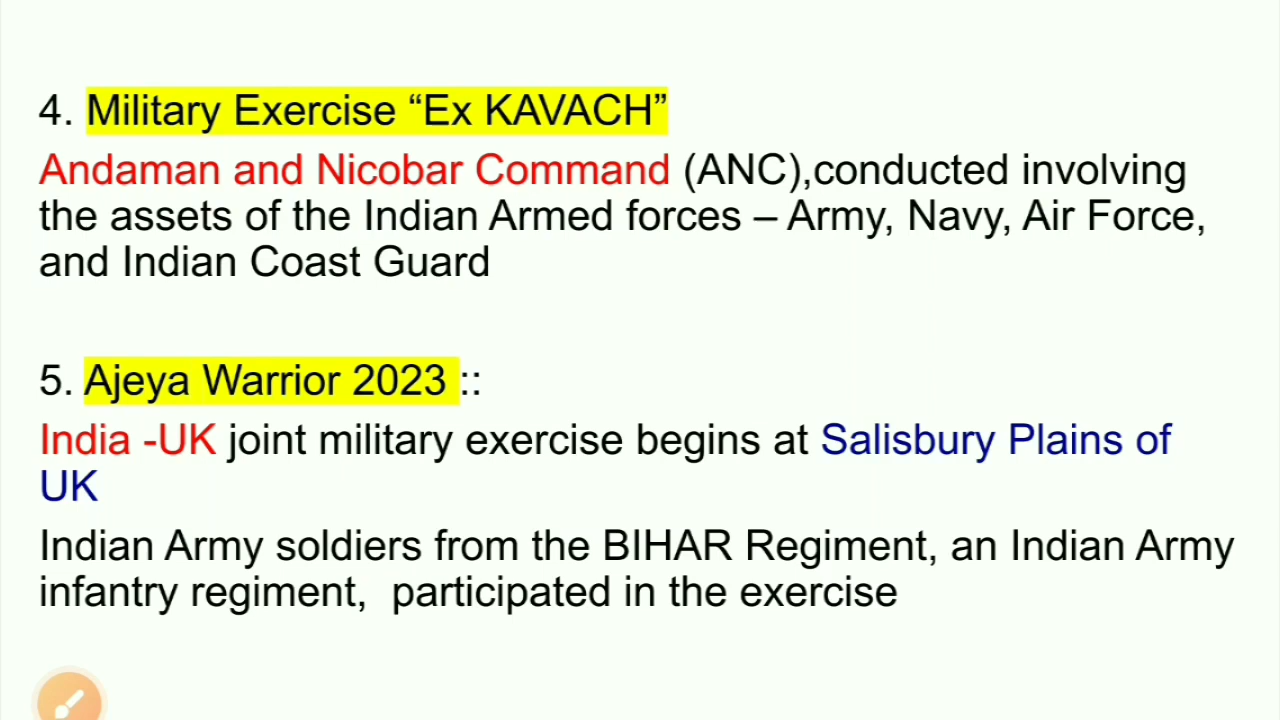 4. Military Exercise “Ex KAVACH”
Andaman and Nicobar Command (ANC),conducted involving
the assets of the Indian Armed forces – Army, Navy, Air Force,
and Indian Coast Guard
5. Ajeya Warrior 2023 ::
India -UK joint military exercise begins at Salisbury Plains of
UK
Indian Army soldiers from the BIHAR Regiment, an Indian Army
infantry regiment,  participated in the exercise